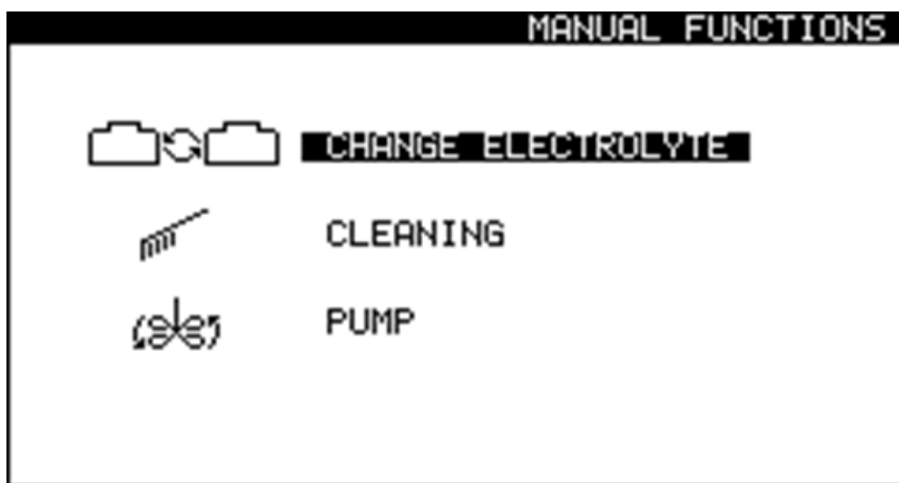 MANUAL FUNCTIONS
CHANGE ELECTROLYTE
CLEANING
PUMP